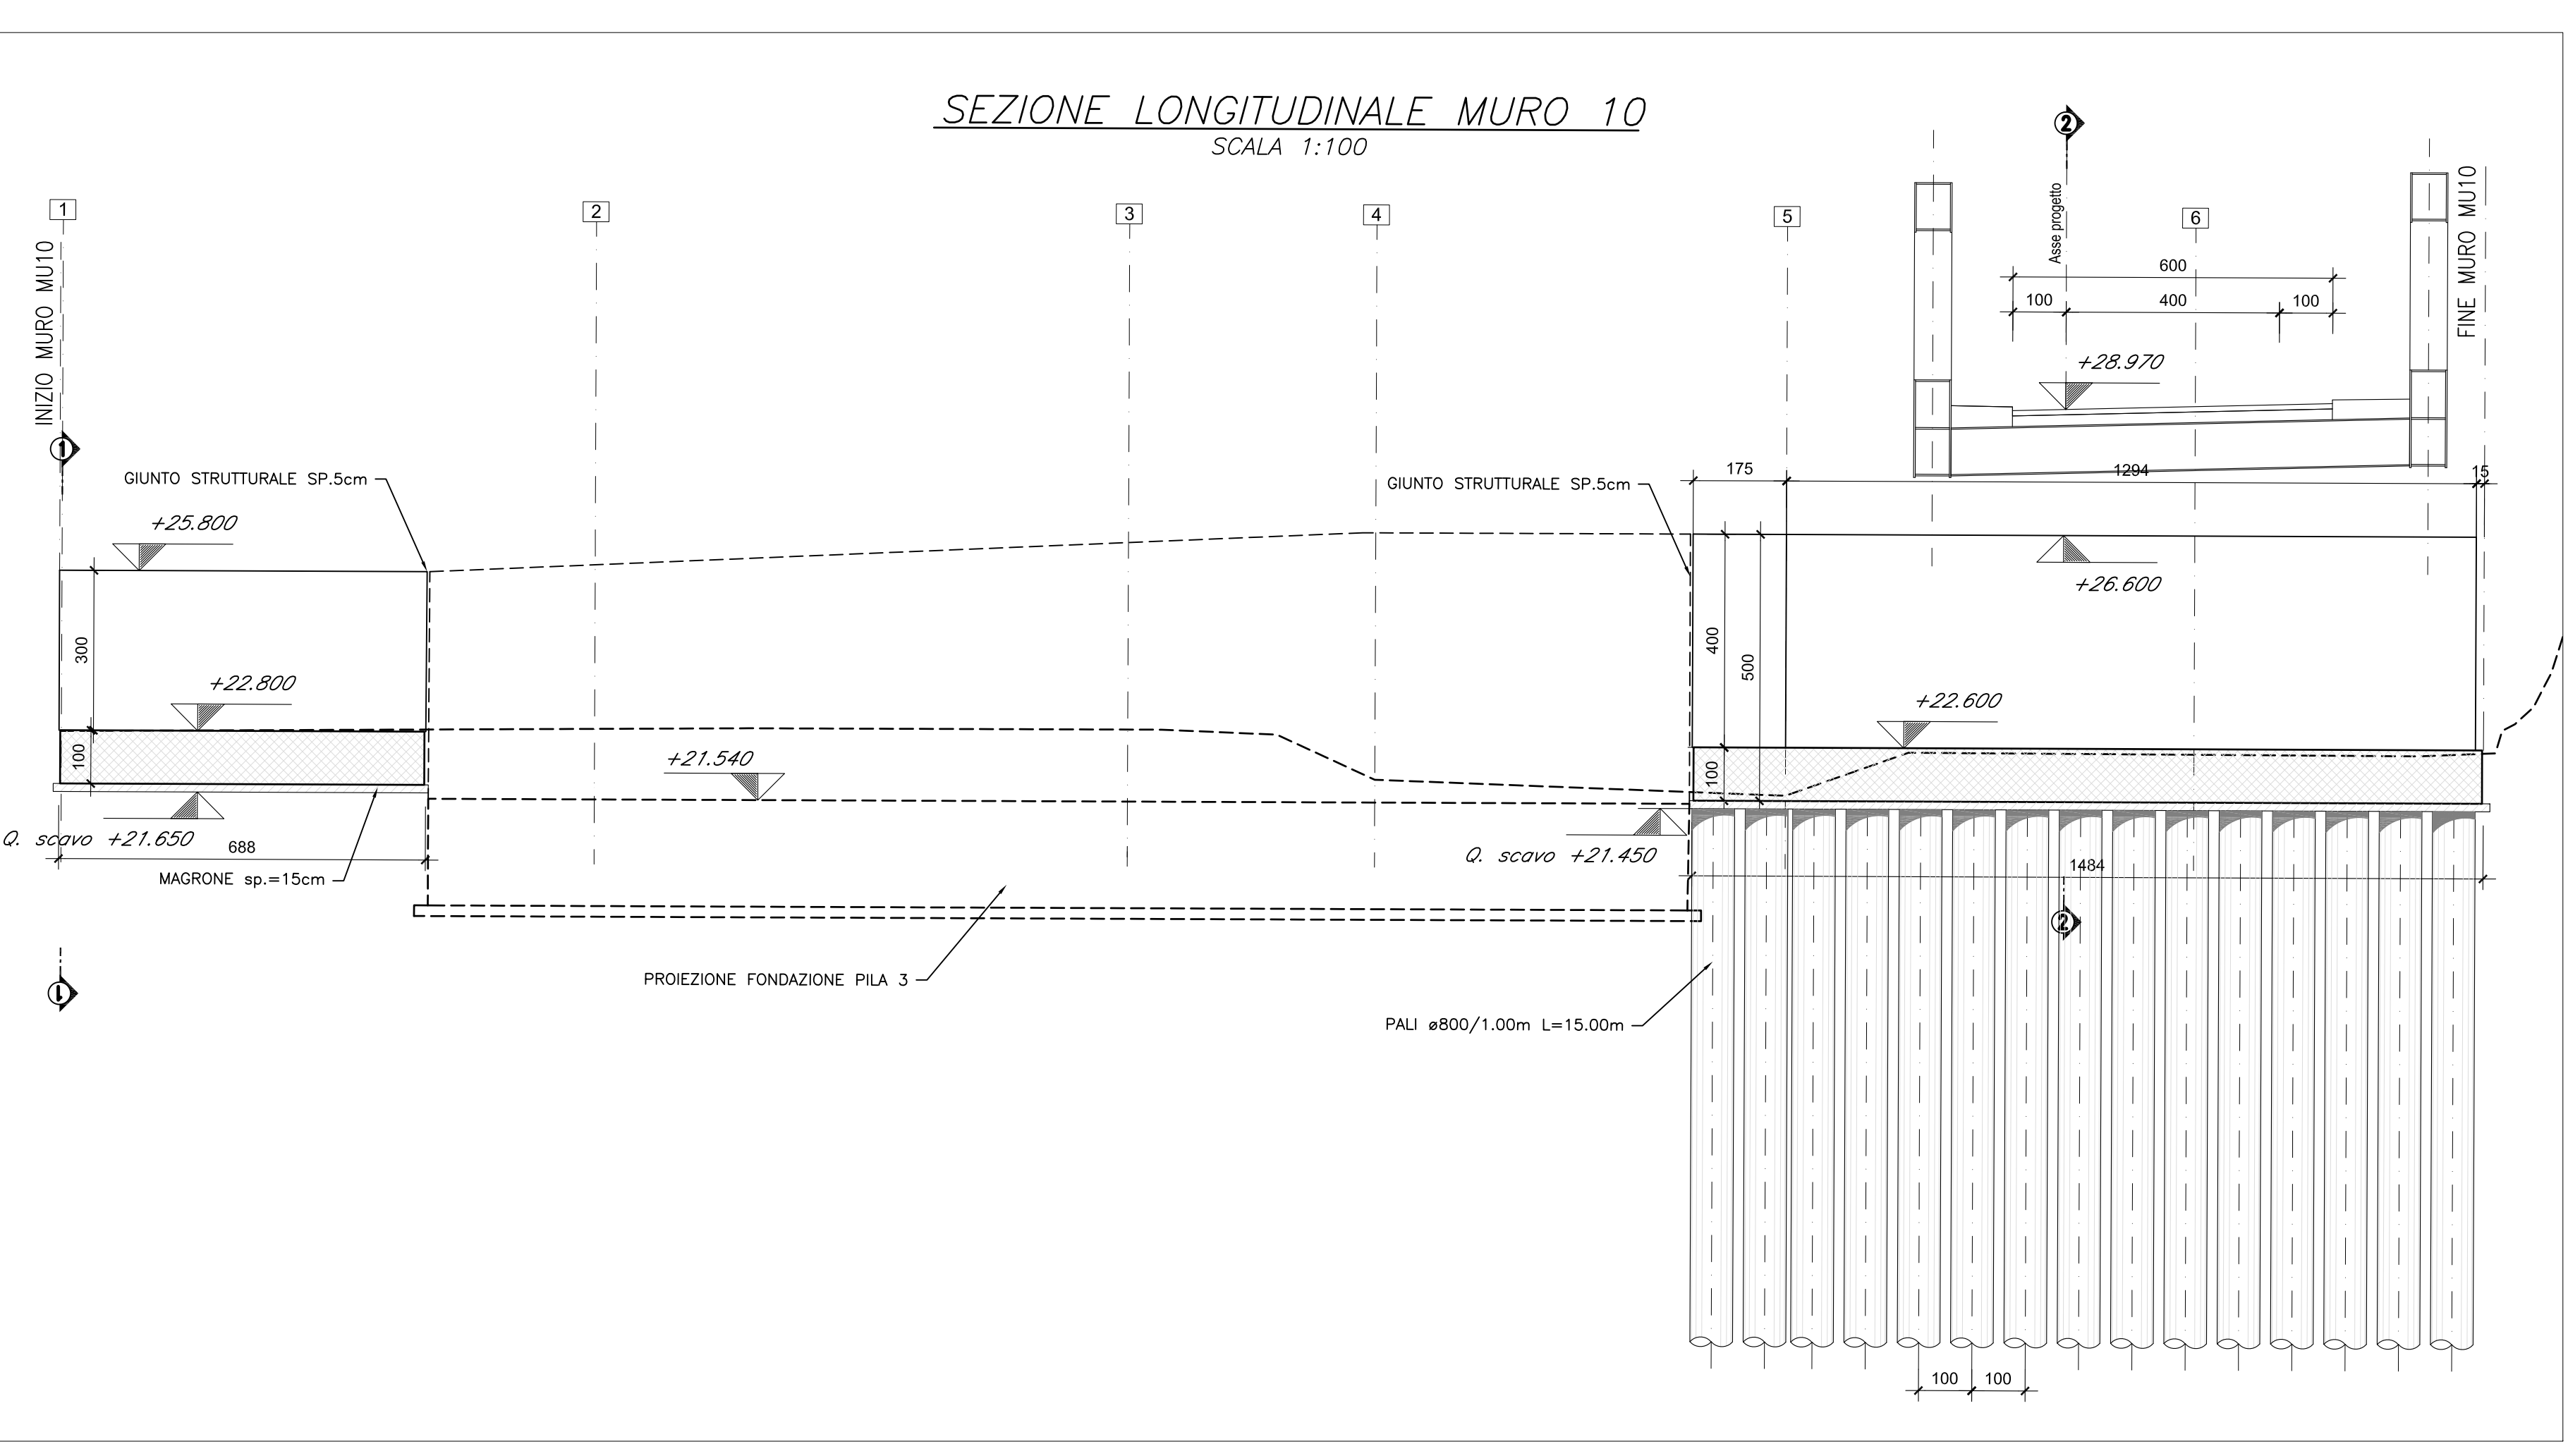 SEZIONE LONGITUDINALE MURO 10
SCALA 1:100
1
2
3
4
5
6
2
INIZIO MURO MU10
FINE MURO MU10
Asse progetto
600
100
400
100
+28.970
1
GIUNTO STRUTTURALE SP.5cm
GIUNTO STRUTTURALE SP.5cm
175
1294
15
+25.800
+26.600
300
400
500
+22.800
+22.600
100
+21.540
100
Q. scavo +21.650
688
Q. scavo +21.450
1484
MAGRONE sp.=15cm
2
PROIEZIONE FONDAZIONE PILA 3
1
PALI ø800/1.00m L=15.00m
100
100